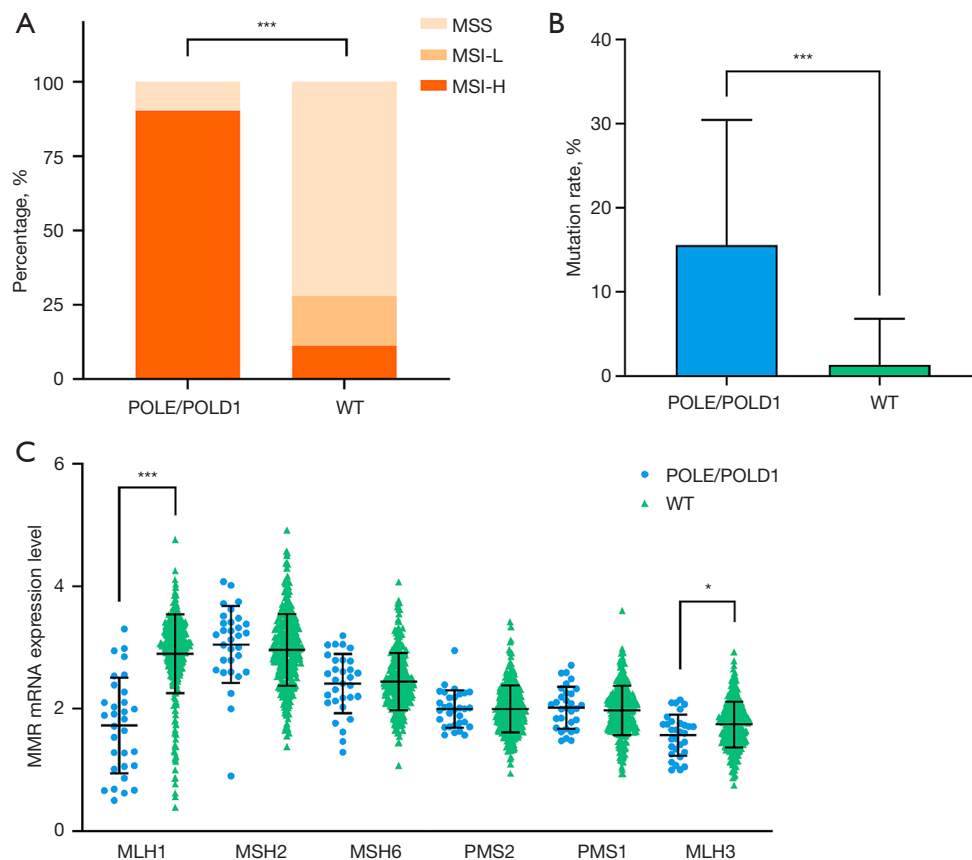 A
***
MSS
MSI-L
MSI-H
100
75
50
25
0
Percentage, %
POLE/POLD1
WT
B
***
40
30
20
10
0
Mutation rate, %
POLE/POLD1
WT
C
***
*
POLE/POLD1
WT
6
4
2
0
MMR mRNA expression level
MLH1
MSH2
MSH6
PMS2
PMS1
MLH3